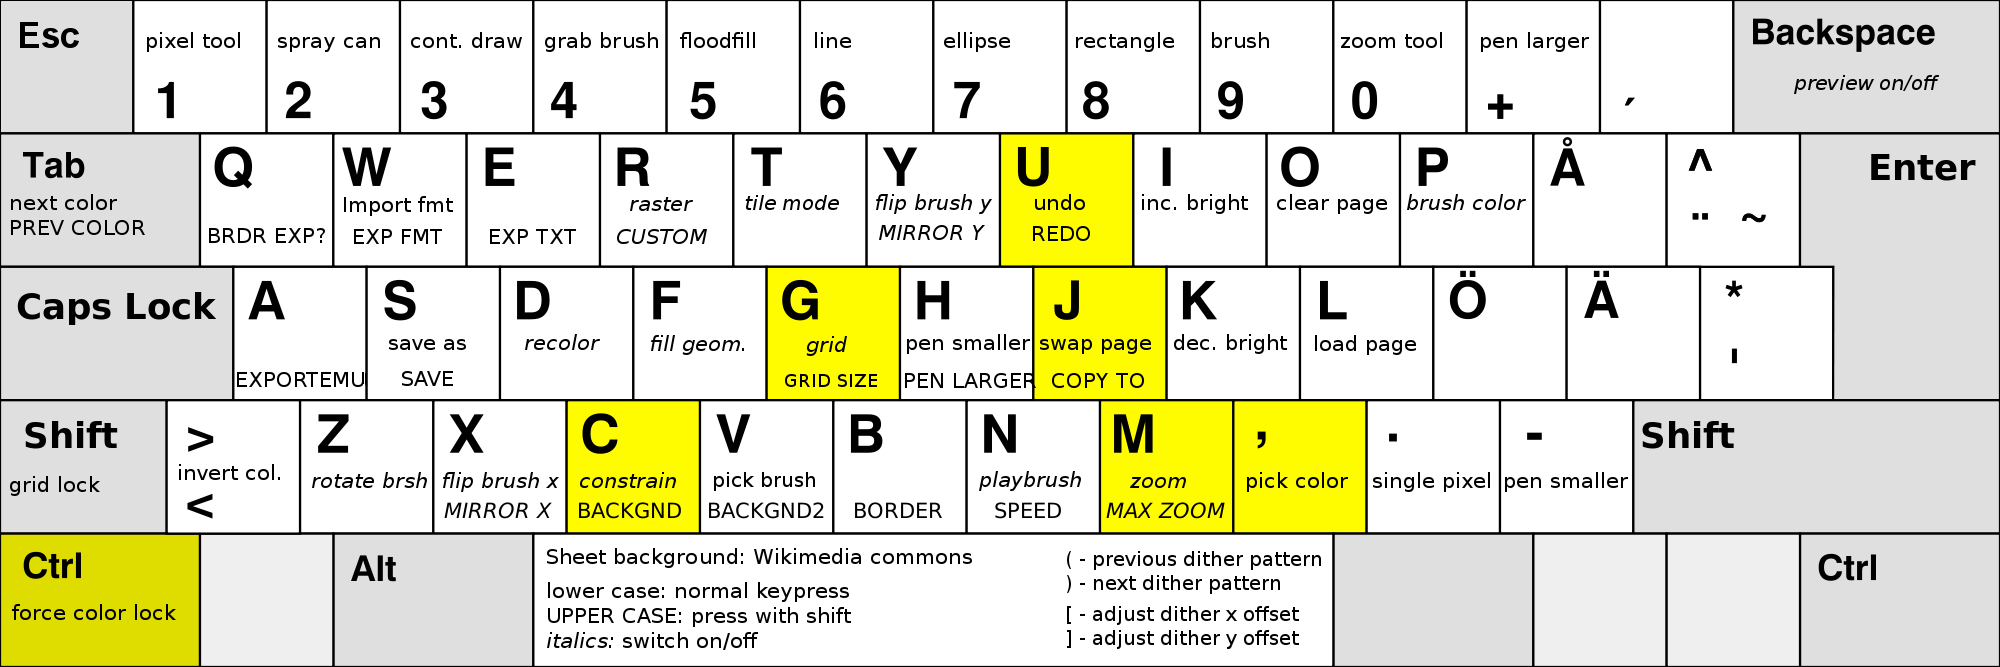 Esc
pixel tool
1
spray can
2
cont. draw
3
grab brush
4
floodfill
5
line
6
ellipse
7
rectangle
8
brush
9
zoom tool
0
pen larger
+
´
Backspace
preview on/off
Tab
next color
PREV COLOR
Q
BRDR EXP?
W
Import fmt
EXP FMT
E
EXP TXT
R
raster
CUSTOM
T
tile mode
Y
flip brush y
MIRROR Y
U
undo
REDO
I
inc. bright
O
clear page
P
brush color
Å
^
¨ ~
Enter
Caps Lock
A
EXPORTEMU
S
save as
SAVE
D
recolor
F
fill geom.
G
grid
GRID SIZE
H
pen smaller
PEN LARGER
J
swap page
COPY TO
K
dec. bright
L
load page
Ö
Ä
*
'
Shift
grid lock
>
invert col.
<
Z
rotate brsh
X
flip brush x
MIRROR X
C
constrain
BACKGND
V
pick brush
BACKGND2
B
BORDER
N
playbrush
SPEED
M
zoom
MAX ZOOM
,
pick color
.
single pixel
-
pen smaller
Shift
Ctrl
force color lock
Alt
Sheet background: Wikimedia commons
lower case: normal keypress
UPPER CASE: press with shift
italics: switch on/off
( - previous dither pattern
) - next dither pattern
[ - adjust dither x offset
] - adjust dither y offset
Ctrl